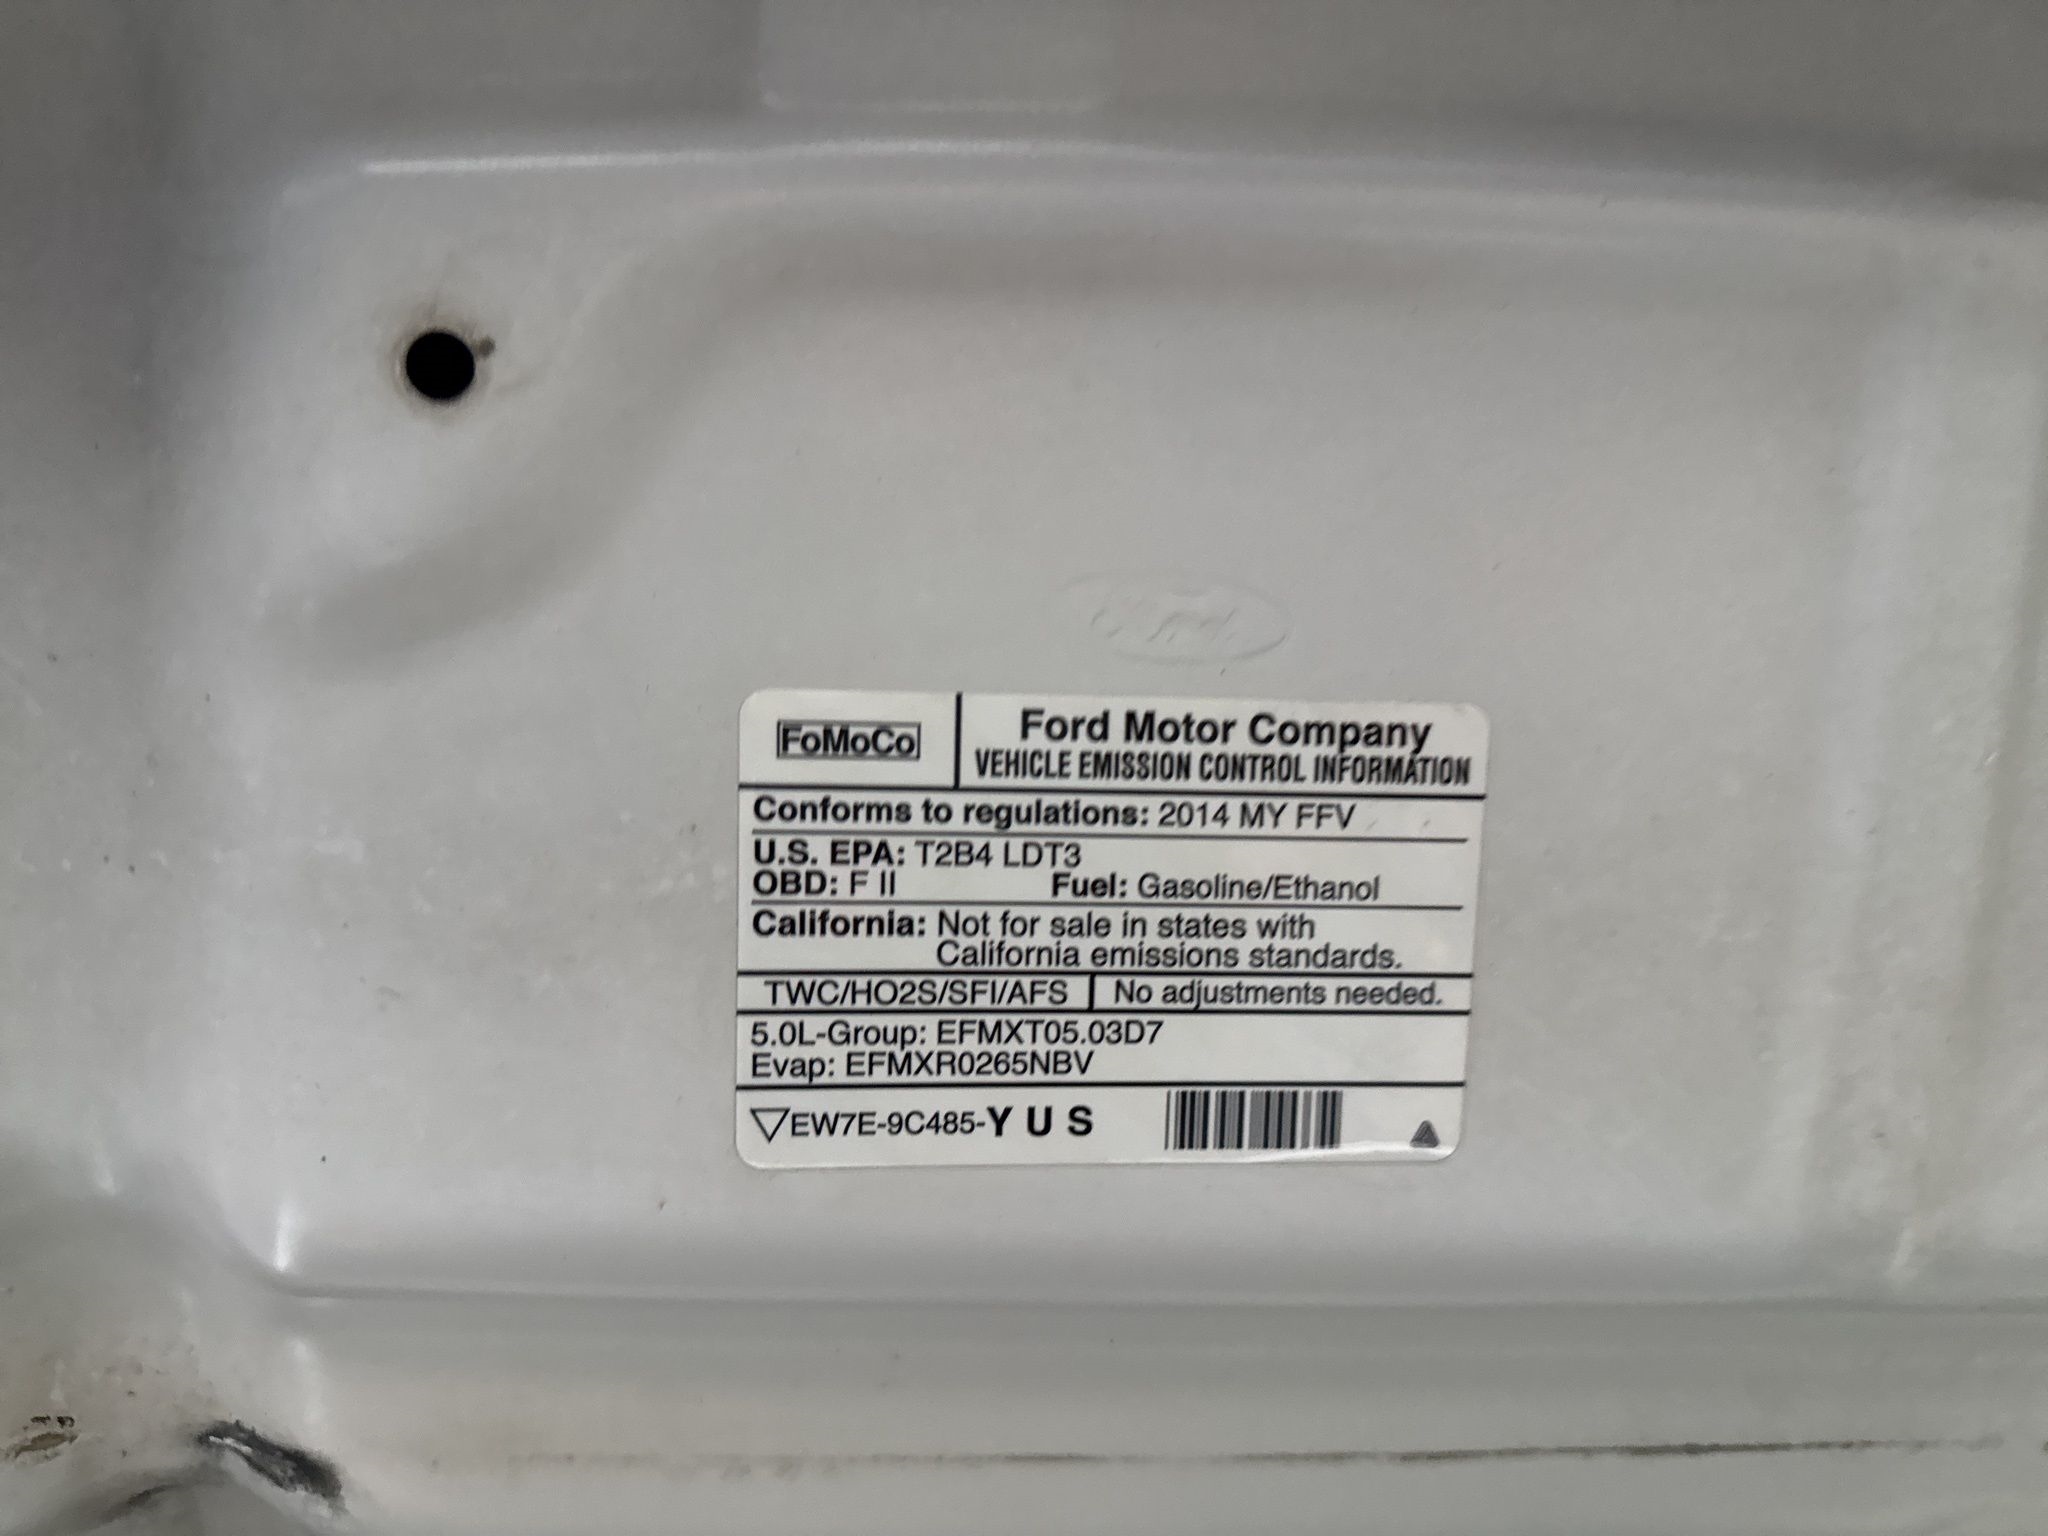 Ford
FoMoCo
Ford Motor Company
VEHICLE EMISSION CONTROL INFORMATION
Conforms to regulations: 2014 MY FFV
U.S. EPA: T2B4 LDT3
OBD: F II Fuel: Gasoline/Ethanol
California: Not for sale in states with
California emissions standards.
TWC/HO2S/SFI/AFS No adjustments needed.
5.0L-Group: EFMXT05.03D7
Evap: EFMXR0265NBV
EW7E-9C485-Y U S